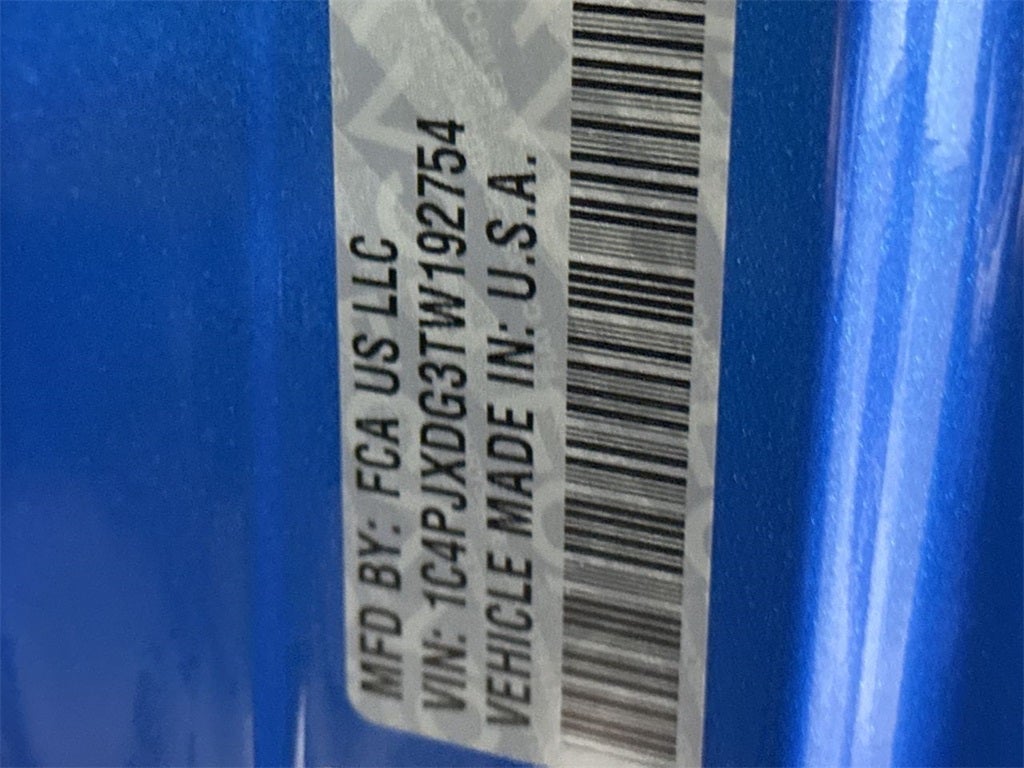 MFD BY: FCA US LLC
VIN: 1C4PJXDG3TW192754
VEHICLE MADE IN: U.S.A.